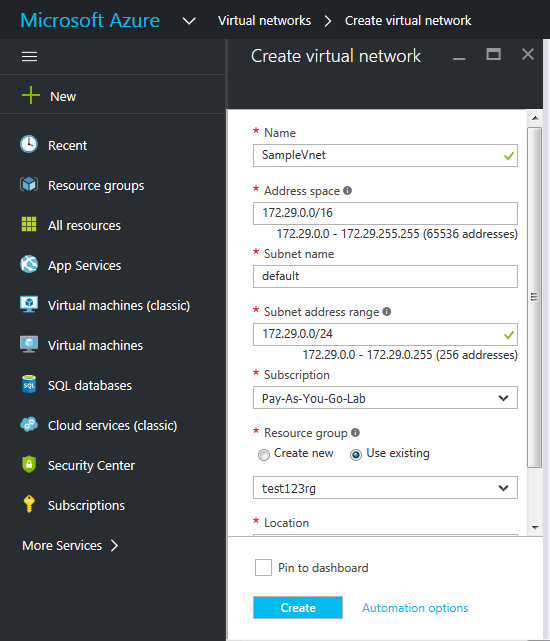 Microsoft Azure
Virtual networks
Create virtual network
New
Recent
Resource groups
All resources
App Services
Virtual machines (classic)
Virtual machines
SQL databases
SQL
Cloud services (classic)
Security Center
Subscriptions
More Services
Create virtual network
* Name
SampleVnet
* Address space
172.29.0.0/16
172.29.0.0 - 172.29.255.255 (65536 addresses)
* Subnet name
default
* Subnet address range
172.29.0.0/24
172.29.0.0 - 172.29.0.255 (256 addresses)
* Subscription
Pay-As-You-Go-Lab
* Resource group
Create new Use existing
test123rg
* Location
Pin to dashboard
Create Automation options